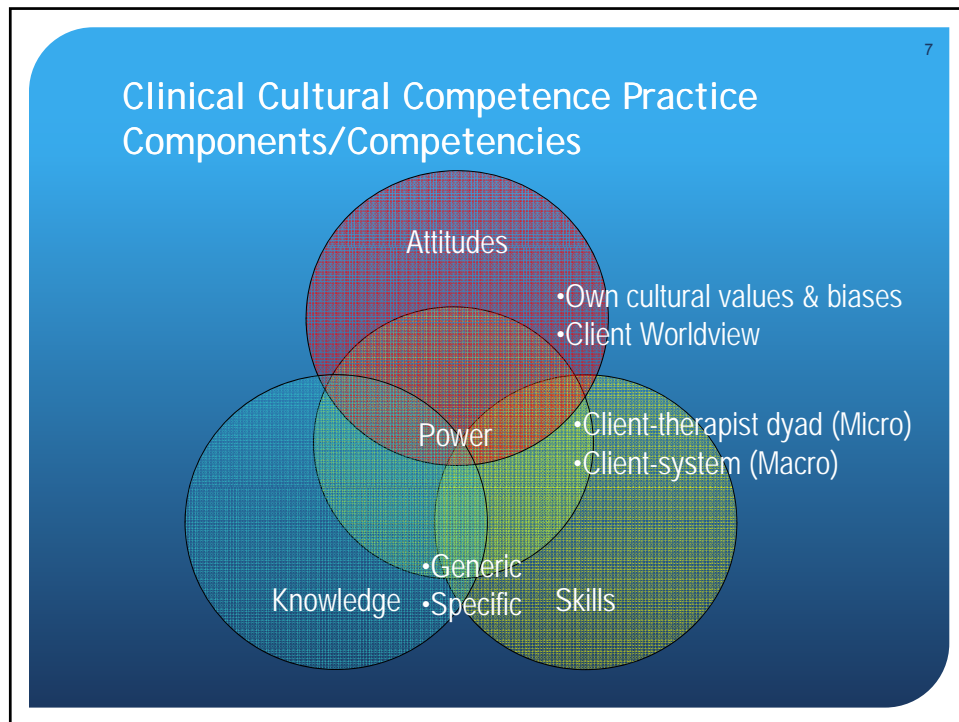 7
Clinical Cultural Competence Practice
Components/Competencies
Attitudes
•Own cultural values & biases
•Client Worldview
Power
•Client-therapist dyad (Micro)
•Client-system (Macro)
•Generic
•Specific
Knowledge
Skills